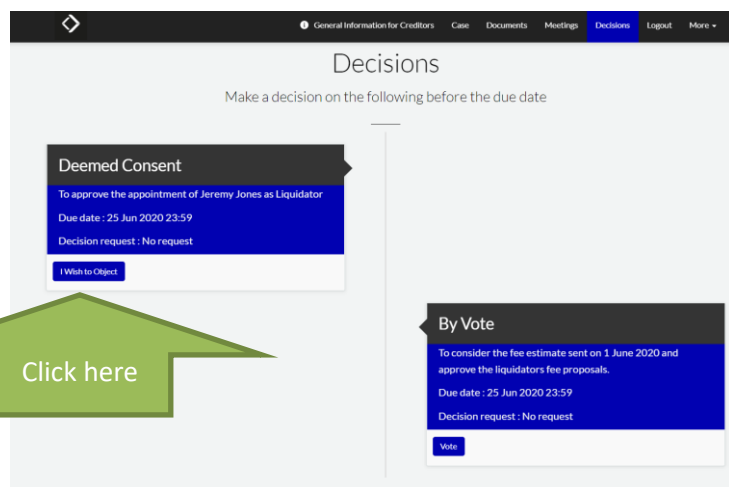 General Information for Creditors Case Documents Meetings Decisions Logout More
Decisions
Make a decision on the following before the due date
Deemed Consent
To approve the appointment of Jeremy Jones as Liquidator
Due date : 25 Jun 2020 23:59
Decision request : No request
I Wish to Object
Click here
By Vote
To consider the fee estimate sent on 1 June 2020 and
approve the liquidators fee proposals.
Due date : 25 Jun 2020 23:59
Decision request : No request
Vote